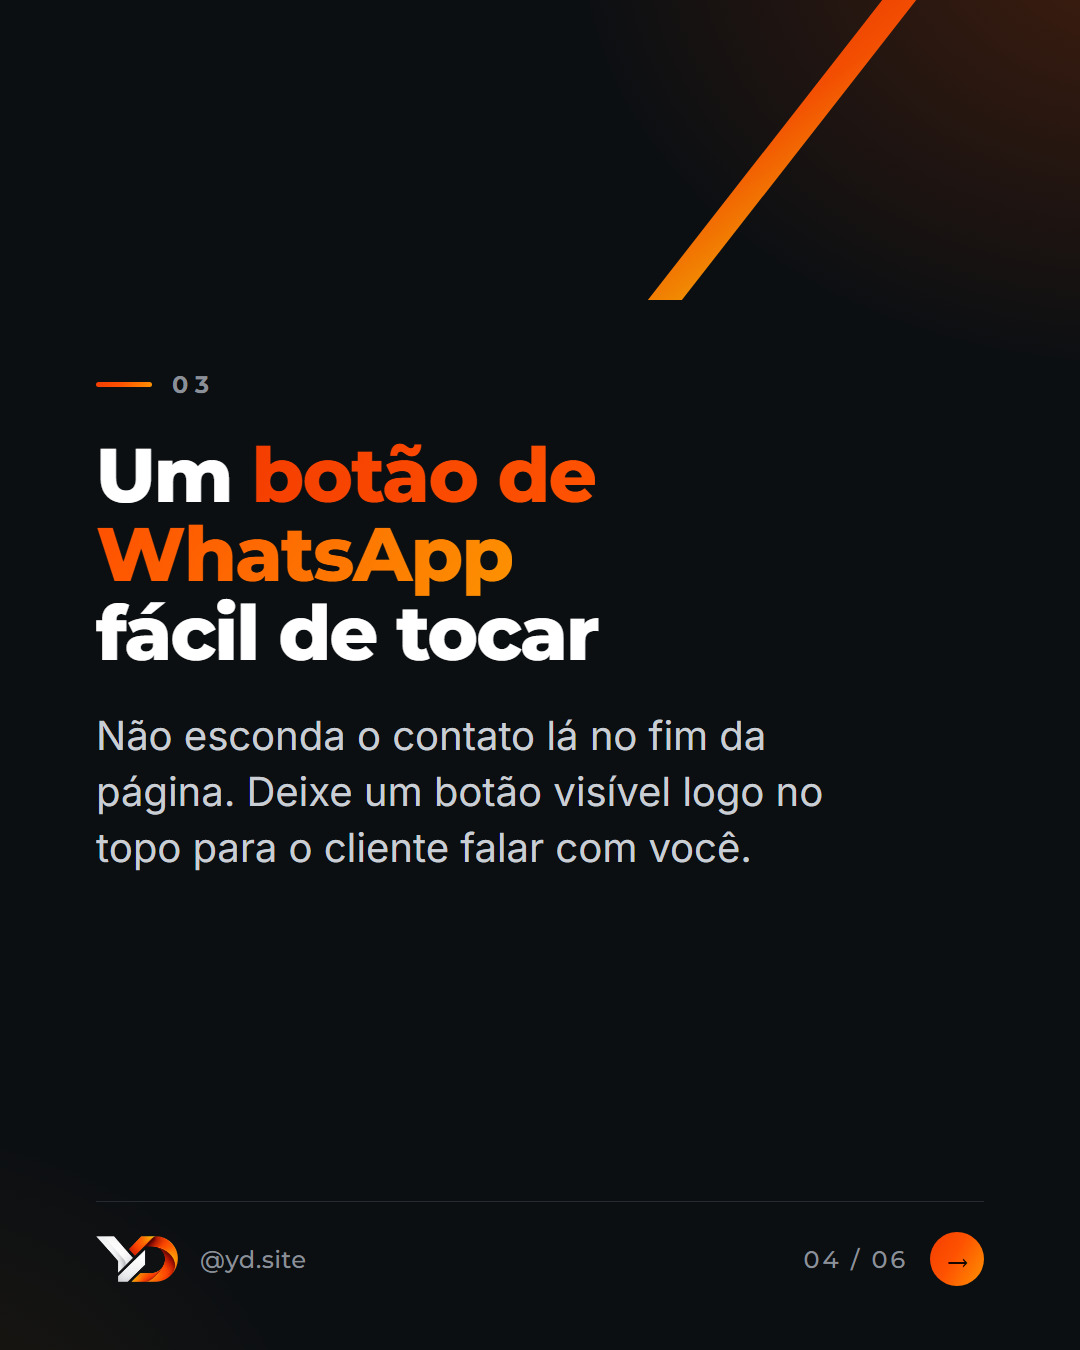 03
Um botão de
WhatsApp
fácil de tocar
Não esconda o contato lá no fim da
página. Deixe um botão visível logo no
topo para o cliente falar com você.
YD @yd.site 04 / 06 →